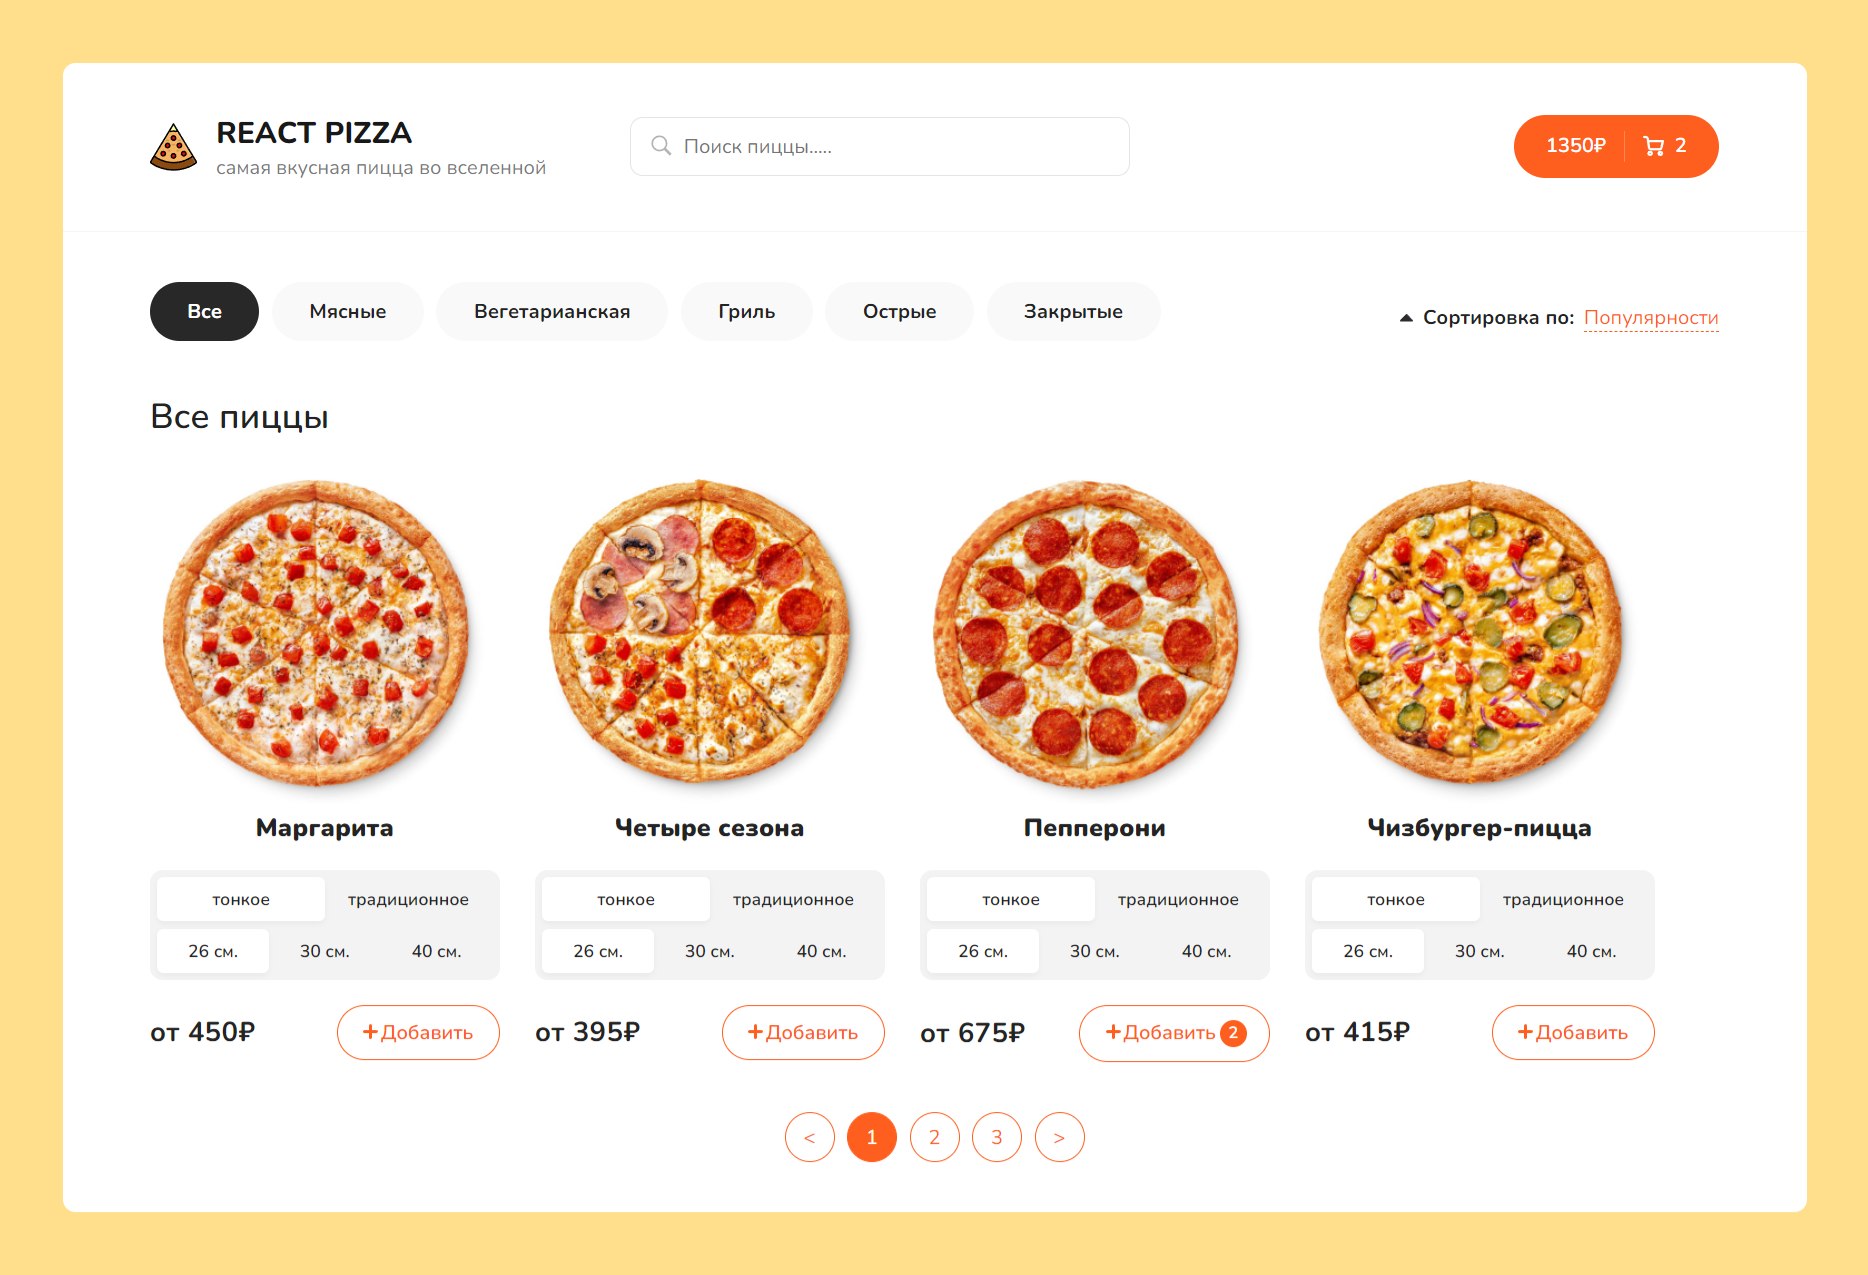 REACT PIZZA
самая вкусная пицца во вселенной
Поиск пиццы.....
1350₽ 2
Все Мясные Вегетарианская Гриль Острые Закрытые
Сортировка по: Популярности
Все пиццы
Маргарита Четыре сезона Пепперони Чизбургер-пицца
тонкое традиционное тонкое традиционное тонкое традиционное тонкое традиционное
26 см. 30 см. 40 см. 26 см. 30 см. 40 см. 26 см. 30 см. 40 см. 26 см. 30 см. 40 см.
от 450₽ +Добавить от 395₽ +Добавить от 675₽ +Добавить 2 от 415₽ +Добавить
< 1 2 3 >